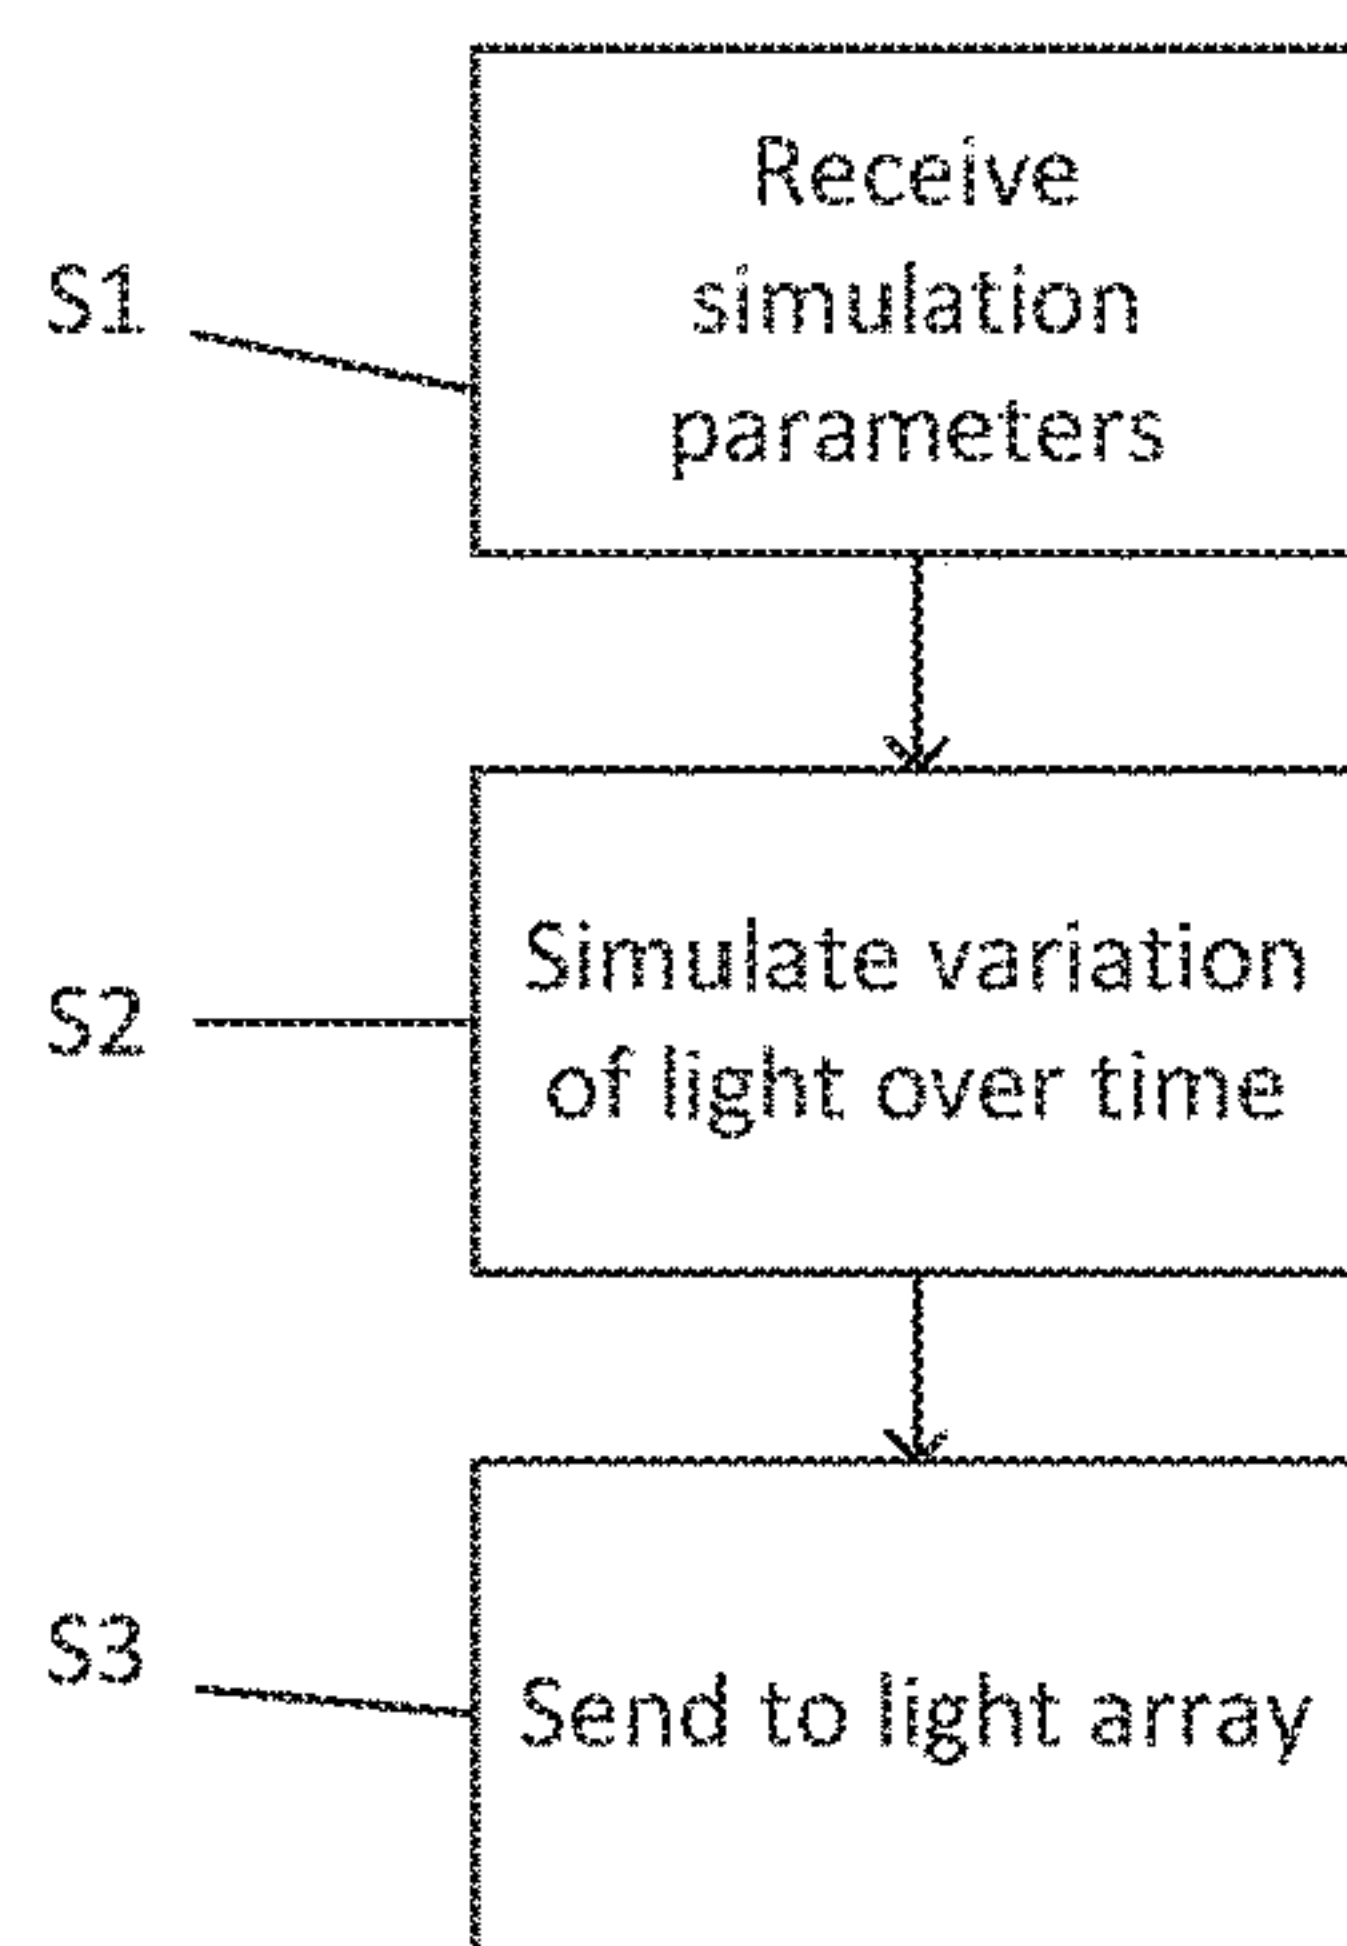 Receive
simulation
parameters
S1
Simulate variation
of light over time
S2
Send to light array
S3